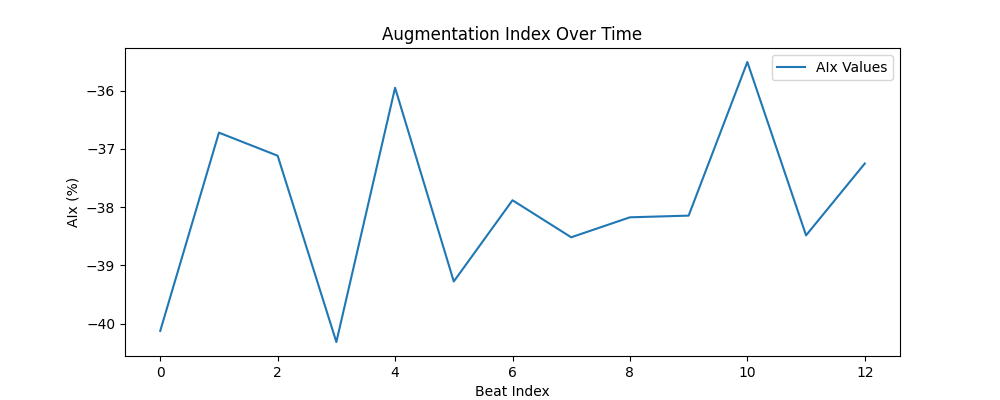 Augmentation Index Over Time
AIx Values
AIx (%)
−36
−37
−38
−39
−40
0 2 4 6 8 10 12
Beat Index